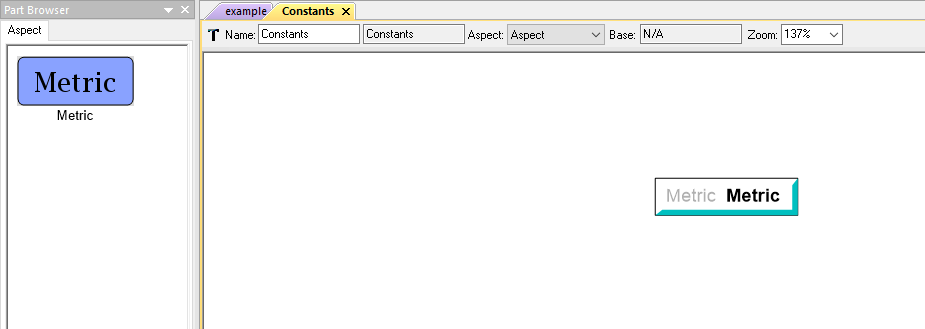 Part Browser
Aspect
Metric
Metric
example Constants
Name: Constants Constants Aspect: Aspect Base: N/A Zoom: 137%
Metric Metric